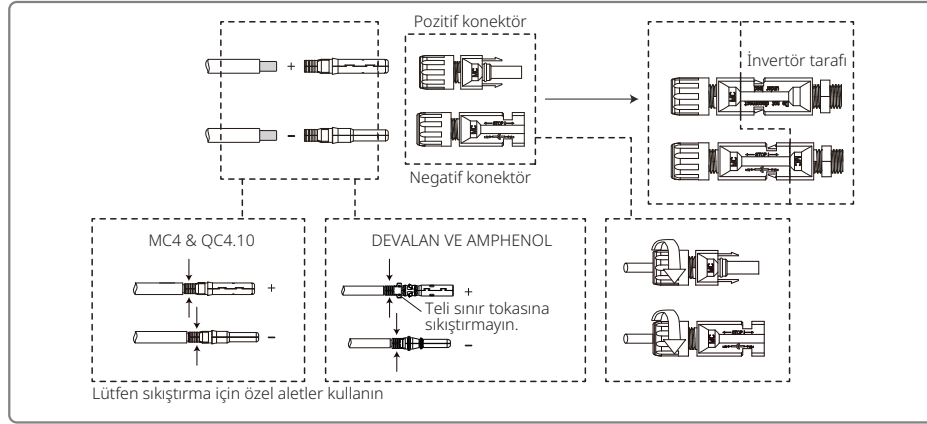 Pozitif konektör
İnvertör tarafı
+
−
Negatif konektör
MC4 & QC4.10
+
−
DEVALAN VE AMPHENOL
+
Teli sınır tokasına
sıkıştırmayın.
−
Lütfen sıkıştırma için özel aletler kullanın